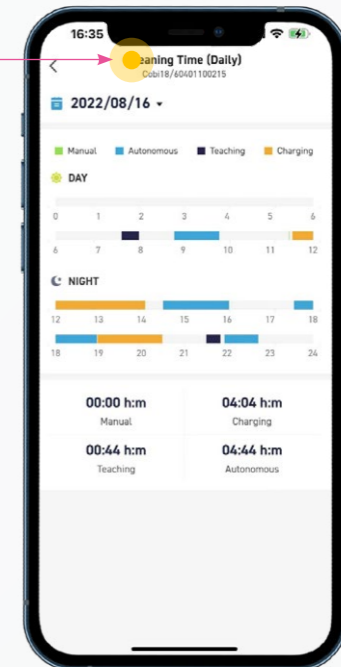 16:35
eaning Time (Daily)
Cobi18/60401100215
2022/08/16
Manual Autonomous Teaching Charging
DAY
0 1 2 3 4 5 6
6 7 8 9 10 11 12
NIGHT
12 13 14 15 16 17 18
18 19 20 21 22 23 24
00:00 h:m 04:04 h:m
Manual Charging
00:44 h:m 04:44 h:m
Teaching Autonomous